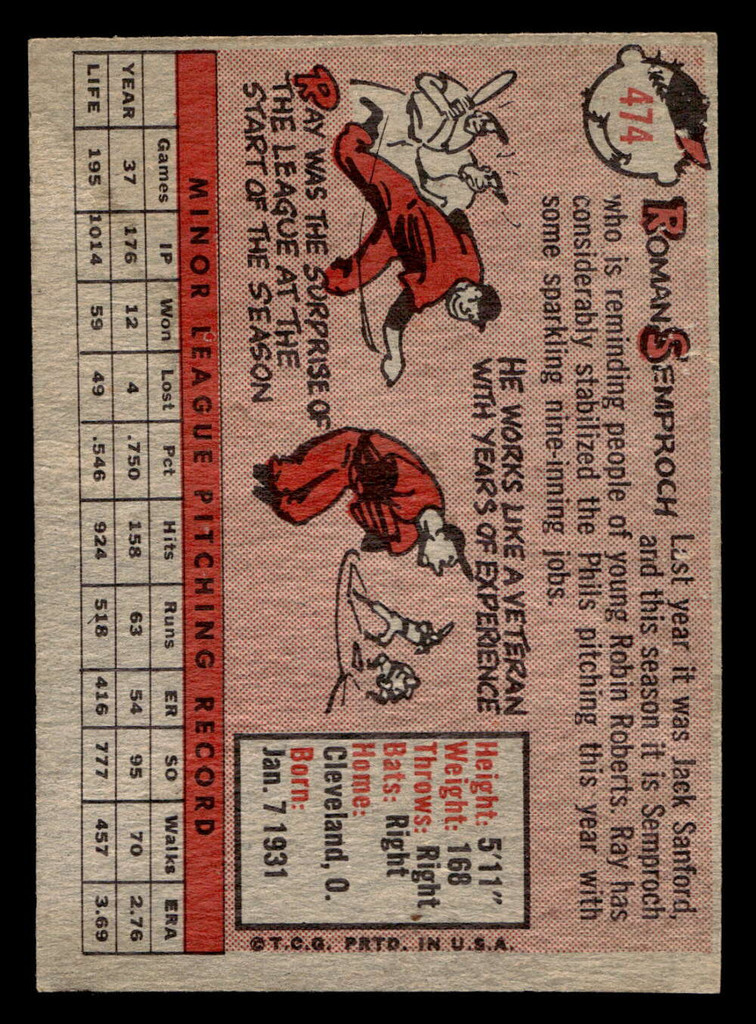 474
ROMAN SEMPROCH Last year it was Jack Sanford,
and this season it is Semproch
who is reminding people of young Robin Roberts. Ray has
considerably stabilized the Phils pitching this year with
some sparkling nine-inning jobs.
RAY WAS THE SURPRISE OF
THE LEAGUE AT THE
START OF THE SEASON
HE WORKS LIKE A VETERAN
WITH YEARS OF EXPERIENCE
Height: 5'11"
Weight: 168
Throws: Right
Bats: Right
Home:
Cleveland, O.
Born:
Jan. 7 1931
©T.C.G. PRTD. IN U.S.A.
MINOR LEAGUE PITCHING RECORD
Games IP Won Lost Pct Hits Runs ER SO Walks ERA
YEAR 37 176 12 4 .750 158 63 54 95 70 2.76
LIFE 195 1014 59 49 .546 924 518 416 777 457 3.69